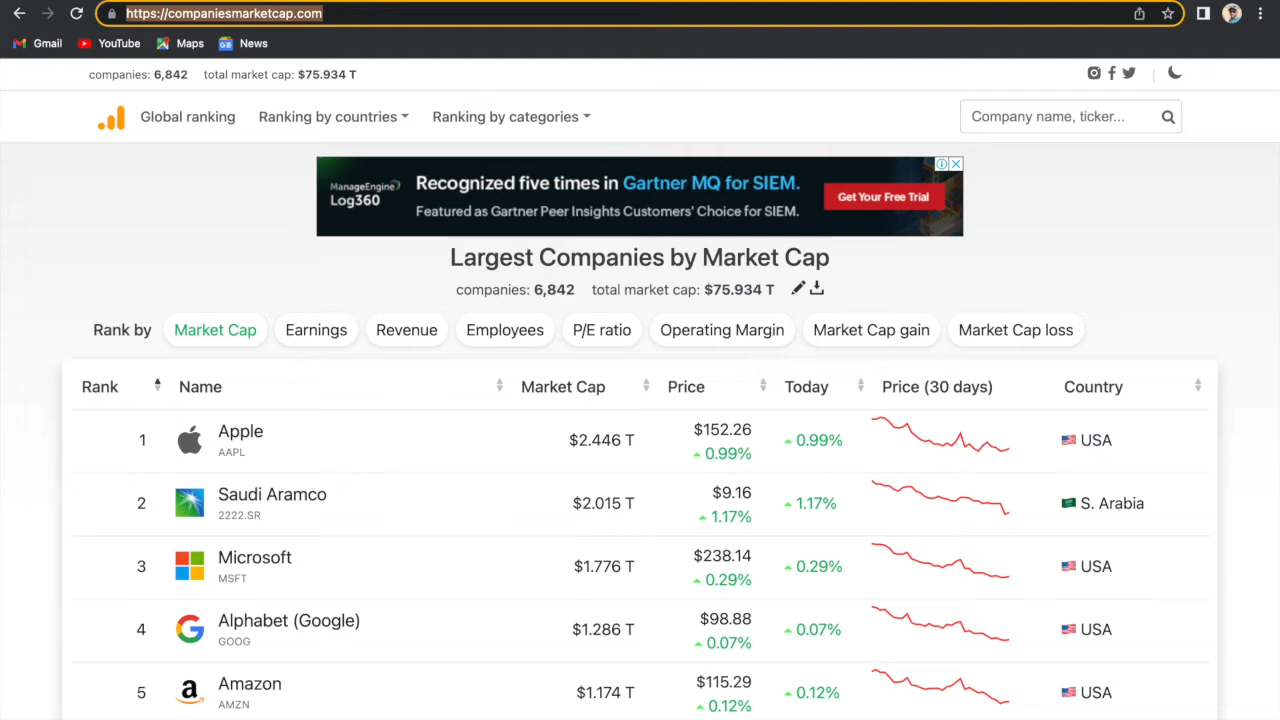 https://companiesmarketcap.com
Gmail YouTube Maps News
companies: 6,842 total market cap: $75.934 T
Global ranking Ranking by countries Ranking by categories Company name, ticker...
ManageEngine Log360
Recognized five times in Gartner MQ for SIEM.
Featured as Gartner Peer Insights Customers' Choice for SIEM.
Get Your Free Trial
Largest Companies by Market Cap
companies: 6,842 total market cap: $75.934 T
Rank by Market Cap Earnings Revenue Employees P/E ratio Operating Margin Market Cap gain Market Cap loss
Rank Name Market Cap Price Today Price (30 days) Country
1 Apple AAPL $2.446 T $152.26 0.99% 0.99% USA
2 Saudi Aramco 2222.SR $2.015 T $9.16 1.17% 1.17% S. Arabia
3 Microsoft MSFT $1.776 T $238.14 0.29% 0.29% USA
4 Alphabet (Google) GOOG $1.286 T $98.88 0.07% 0.07% USA
5 Amazon AMZN $1.174 T $115.29 0.12% 0.12% USA